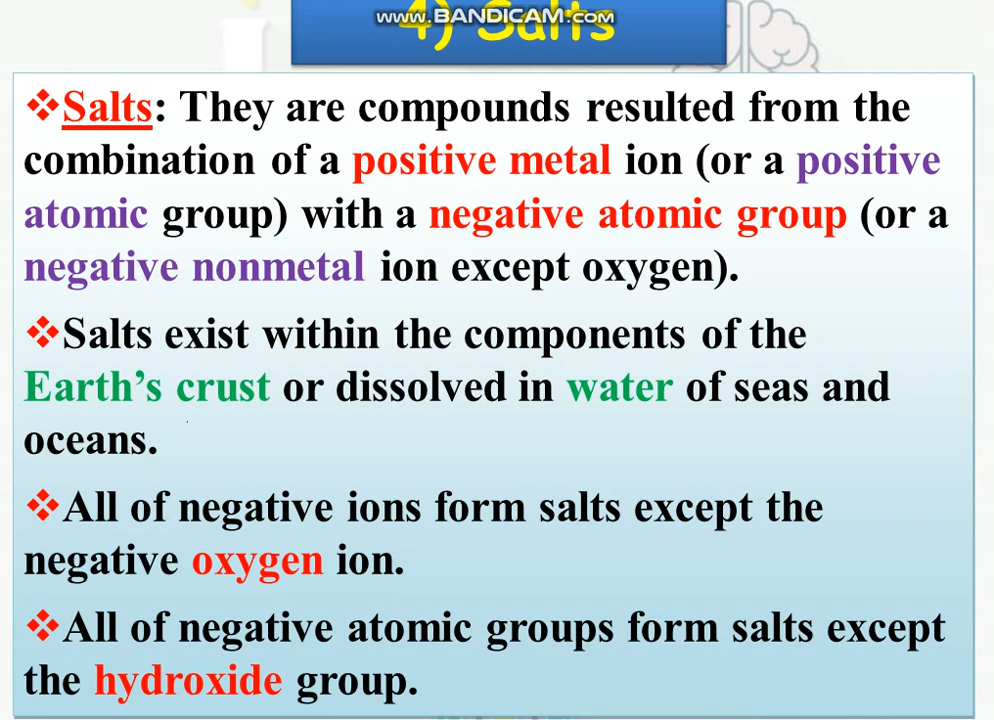 www.BANDICAM.com
4) Salts
❖Salts: They are compounds resulted from the
combination of a positive metal ion (or a positive
atomic group) with a negative atomic group (or a
negative nonmetal ion except oxygen).
❖Salts exist within the components of the
Earth’s crust or dissolved in water of seas and
oceans.
❖All of negative ions form salts except the
negative oxygen ion.
❖All of negative atomic groups form salts except
the hydroxide group.